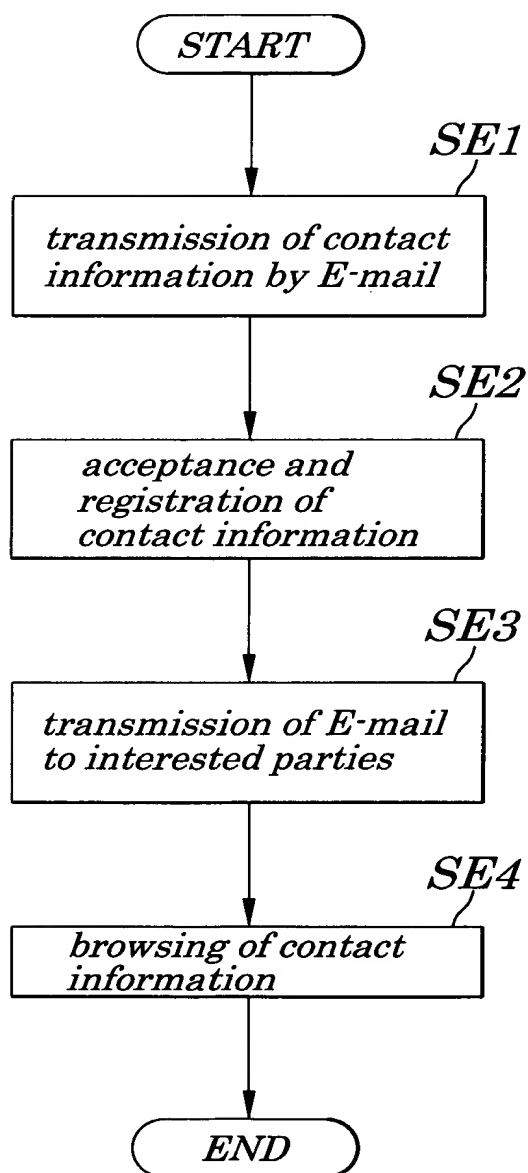 START
SE1
transmission of contact
information by E-mail
SE2
acceptance and
registration of
contact information
SE3
transmission of E-mail
to interested parties
SE4
browsing of contact
information
END